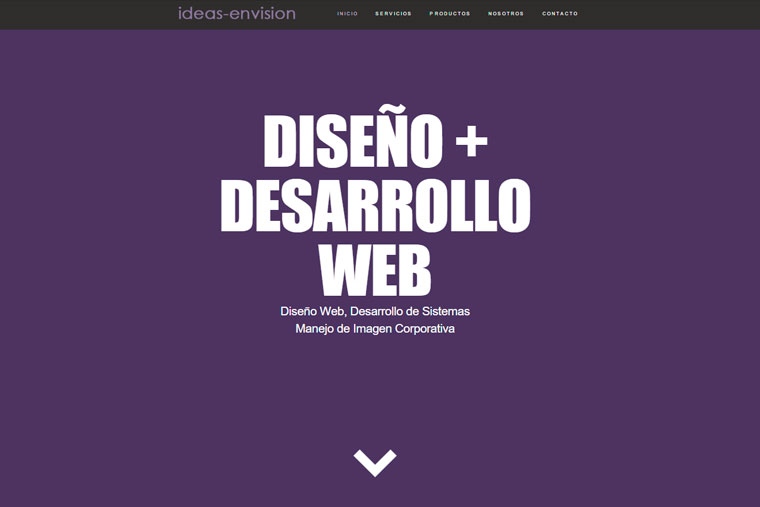 ideas-envision
INICIO SERVICIOS PRODUCTOS NOSOTROS CONTACTO
DISEÑO +
DESARROLLO
WEB
Diseño Web, Desarrollo de Sistemas
Manejo de Imagen Corporativa